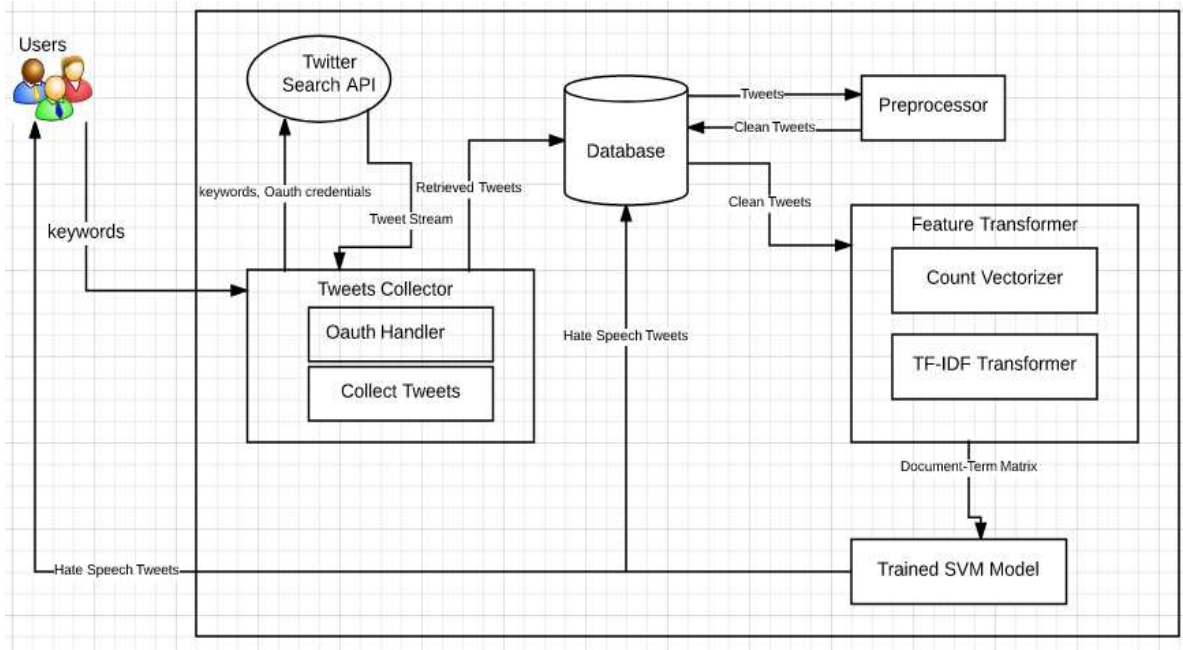 Users
Twitter
Search API
Tweets
Preprocessor
Clean Tweets
Database
keywords, Oauth credentials
Retrieved Tweets
Tweet Stream
Clean Tweets
keywords
Feature Transformer
Count Vectorizer
Tweets Collector
Oauth Handler
Hate Speech Tweets
TF-IDF Transformer
Collect Tweets
Document-Term Matrix
Trained SVM Model
Hate Speech Tweets